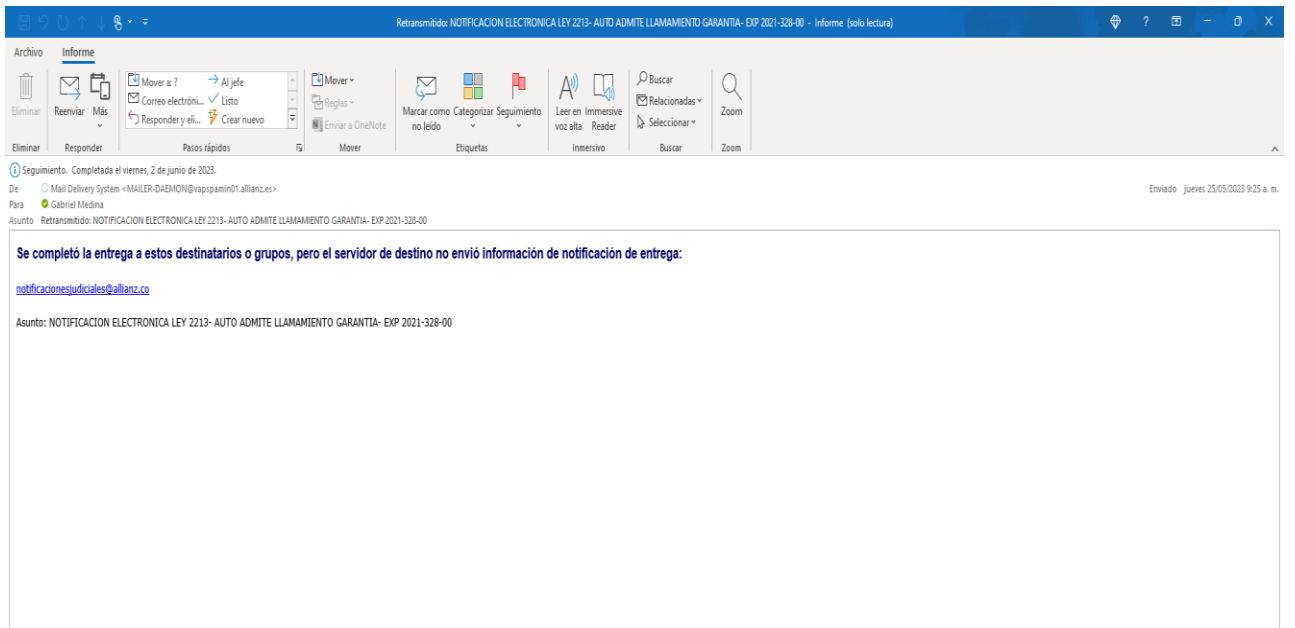 Retransmitido: NOTIFICACION ELECTRONICA LEY 2213- AUTO ADMITE LLAMAMIENTO GARANTIA- EXP 2021-328-00 - Informe (solo lectura)
Archivo Informe
Eliminar
Reenviar
Más
Mover a: ?
Al jefe
Correo electróni...
Listo
Responder y eli...
Crear nuevo
Mover
Reglas
Enviar a OneNote
Marcar como no leído
Categorizar
Seguimiento
Leer en voz alta
Immersive Reader
Buscar
Relacionadas
Seleccionar
Zoom
Eliminar Responder Pasos rápidos Mover Etiquetas Inmersivo Buscar Zoom
Seguimiento. Completada el viernes, 2 de junio de 2023.
De Mail Delivery System <MAILER-DAEMON@vapspamin01.allianz.es> Enviado jueves 25/05/2023 9:25 a. m.
Para Gabriel Medina
Asunto Retransmitido: NOTIFICACION ELECTRONICA LEY 2213- AUTO ADMITE LLAMAMIENTO GARANTIA- EXP 2021-328-00
Se completó la entrega a estos destinatarios o grupos, pero el servidor de destino no envió información de notificación de entrega:
notificacionesjudiciales@allianz.co
Asunto: NOTIFICACION ELECTRONICA LEY 2213- AUTO ADMITE LLAMAMIENTO GARANTIA- EXP 2021-328-00